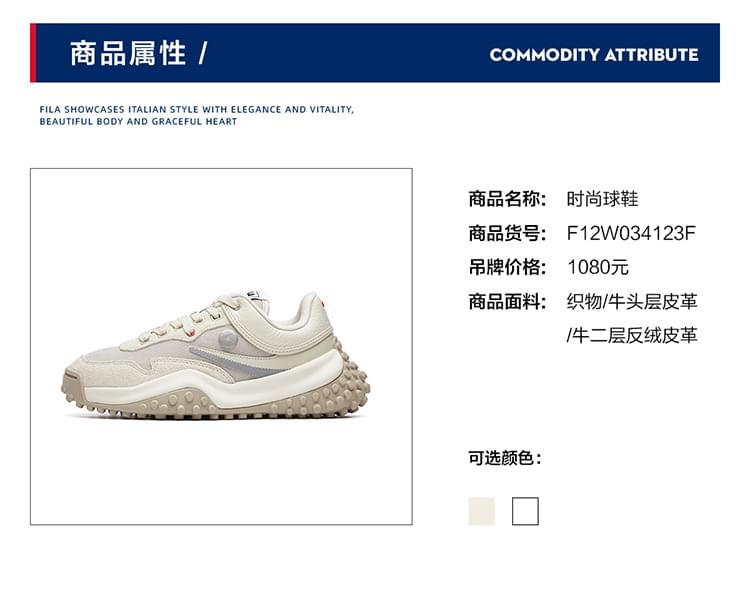 商品属性 /
COMMODITY ATTRIBUTE
FILA SHOWCASES ITALIAN STYLE WITH ELEGANCE AND VITALITY,
BEAUTIFUL BODY AND GRACEFUL HEART
商品名称: 时尚球鞋
商品货号: F12W034123F
吊牌价格: 1080元
商品面料: 织物/牛头层皮革
/牛二层反绒皮革
可选颜色: